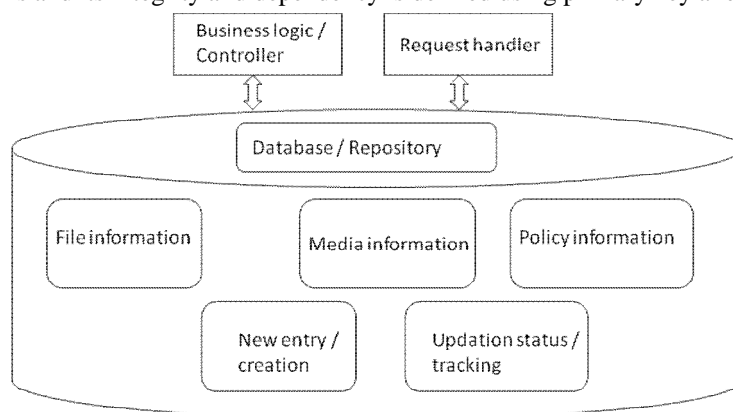 Business logic /
Controller
Request handler
Database / Repository
File information
Media information
Policy information
New entry /
creation
Updation status /
tracking